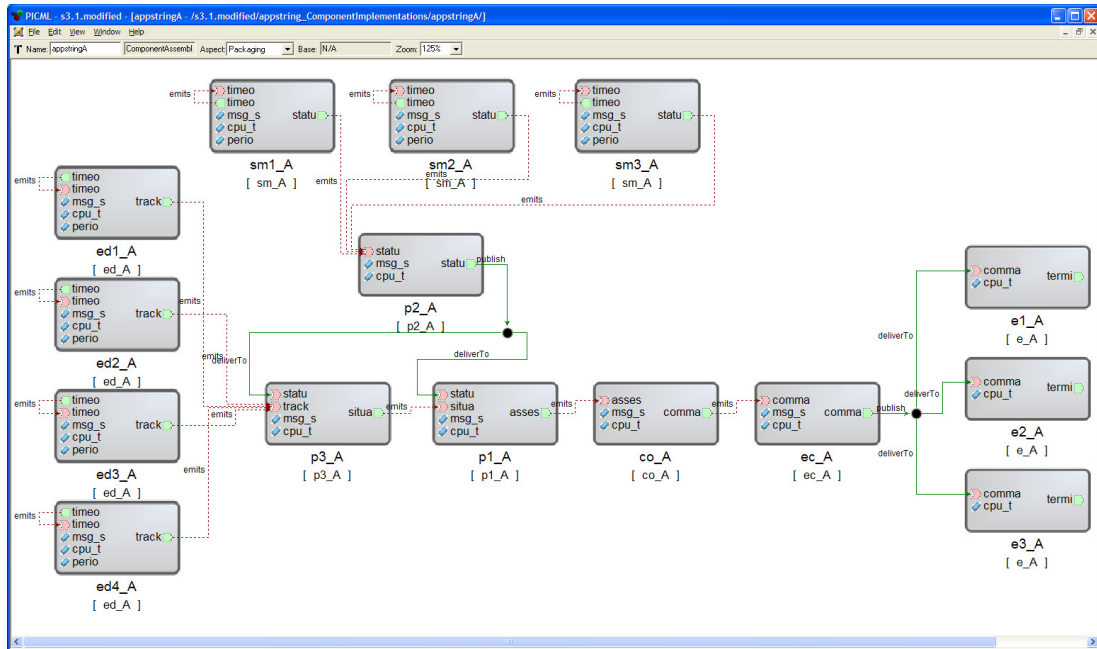 PICML - s3.1.modified - [appstringA - /s3.1.modified/appstring_ComponentImplementations/appstringA/]
File Edit View Window Help
T Name: appstringA ComponentAssembl Aspect: Packaging Base: N/A Zoom: 125%
emits
timeo
timeo
msg_s
cpu_t
perio
statu
sm1_A
[ sm_A ]
emits
emits
timeo
timeo
msg_s
cpu_t
perio
statu
sm2_A
[ sm_A ]
emits
emits
timeo
timeo
msg_s
cpu_t
perio
statu
sm3_A
[ sm_A ]
emits
emits
timeo
timeo
msg_s
cpu_t
perio
track
ed1_A
[ ed_A ]
emits
emits
timeo
timeo
msg_s
cpu_t
perio
track
ed2_A
[ ed_A ]
emits
emits
timeo
timeo
msg_s
cpu_t
perio
track
ed3_A
[ ed_A ]
emits
emits
timeo
timeo
msg_s
cpu_t
perio
track
ed4_A
[ ed_A ]
emits
emits
statu
msg_s
cpu_t
statu
publish
p2_A
[ p2_A ]
deliverTo
deliverTo
statu
track
msg_s
cpu_t
situa
emits
p3_A
[ p3_A ]
statu
situa
msg_s
cpu_t
asses
emits
p1_A
[ p1_A ]
asses
msg_s
cpu_t
comma
emits
co_A
[ co_A ]
comma
msg_s
cpu_t
comma
publish
ec_A
[ ec_A ]
deliverTo
deliverTo
deliverTo
comma
cpu_t
termi
e1_A
[ e_A ]
comma
cpu_t
termi
e2_A
[ e_A ]
comma
cpu_t
termi
e3_A
[ e_A ]